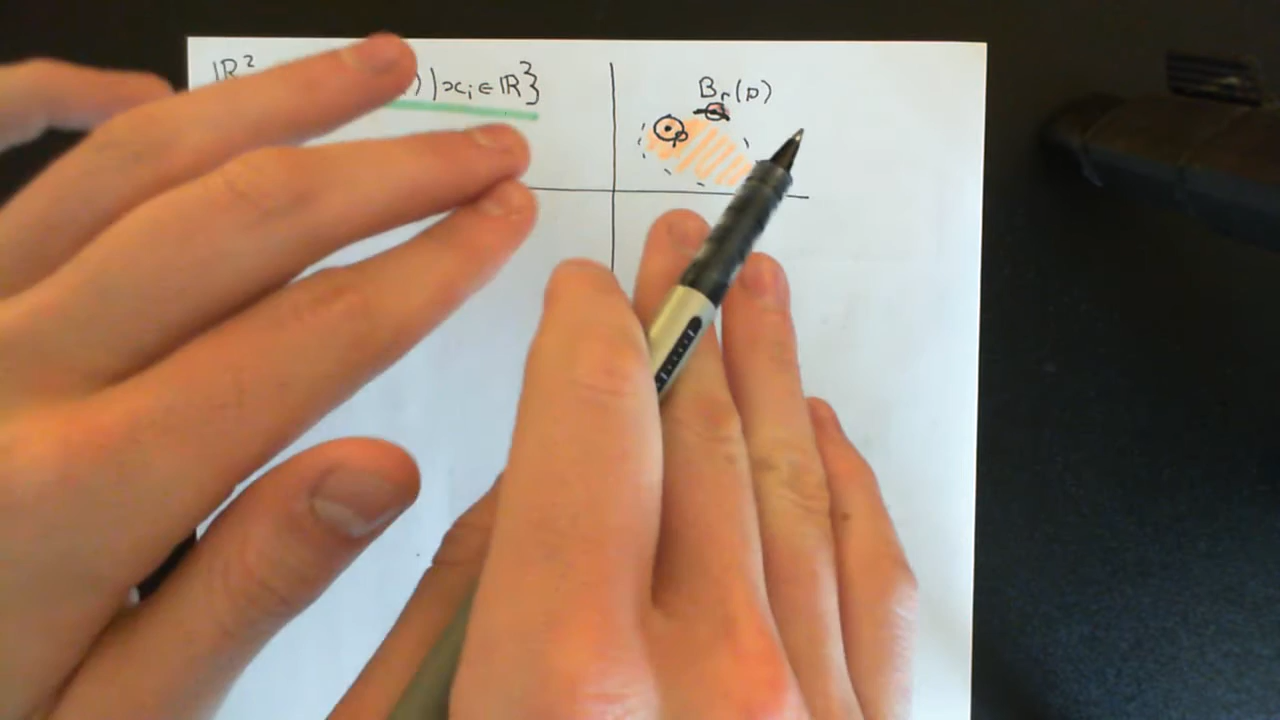 ℝ² ) | xᵢ ∈ ℝ}
Bᵣ(p)
p